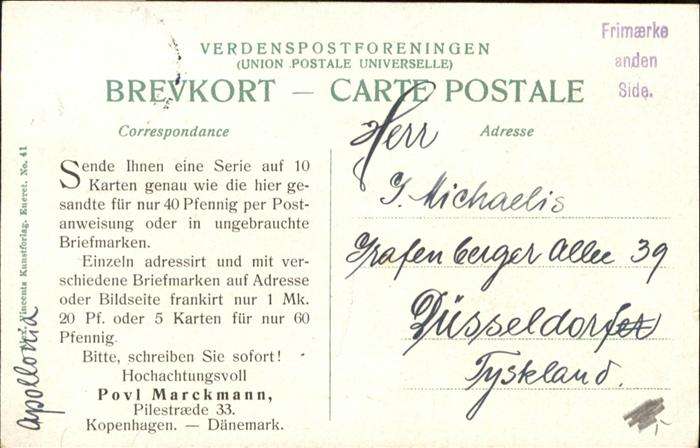 VERDENSPOSTFORENINGEN
(UNION POSTALE UNIVERSELLE)
BREVKORT — CARTE POSTALE
Frimærke
anden
Side.
Correspondance
Adresse
Sende Ihnen eine Serie auf 10
Karten genau wie die hier ge-
sandte für nur 40 Pfennig per Post-
anweisung oder in ungebrauchte
Briefmarken.
Einzeln adressirt und mit ver-
schiedene Briefmarken auf Adresse
oder Bildseite frankirt nur 1 Mk.
20 Pf. oder 5 Karten für nur 60
Pfennig.
Bitte, schreiben Sie sofort!
Hochachtungsvoll
Povl Marckmann,
Pilestræde 33.
Kopenhagen. — Dänemark.
Herr
J. Michaelis
Grafenberger Allee 39
Düsseldorf
Tyskland.
Vincents Kunstforlag. Eneret. No. 41
Apollonia